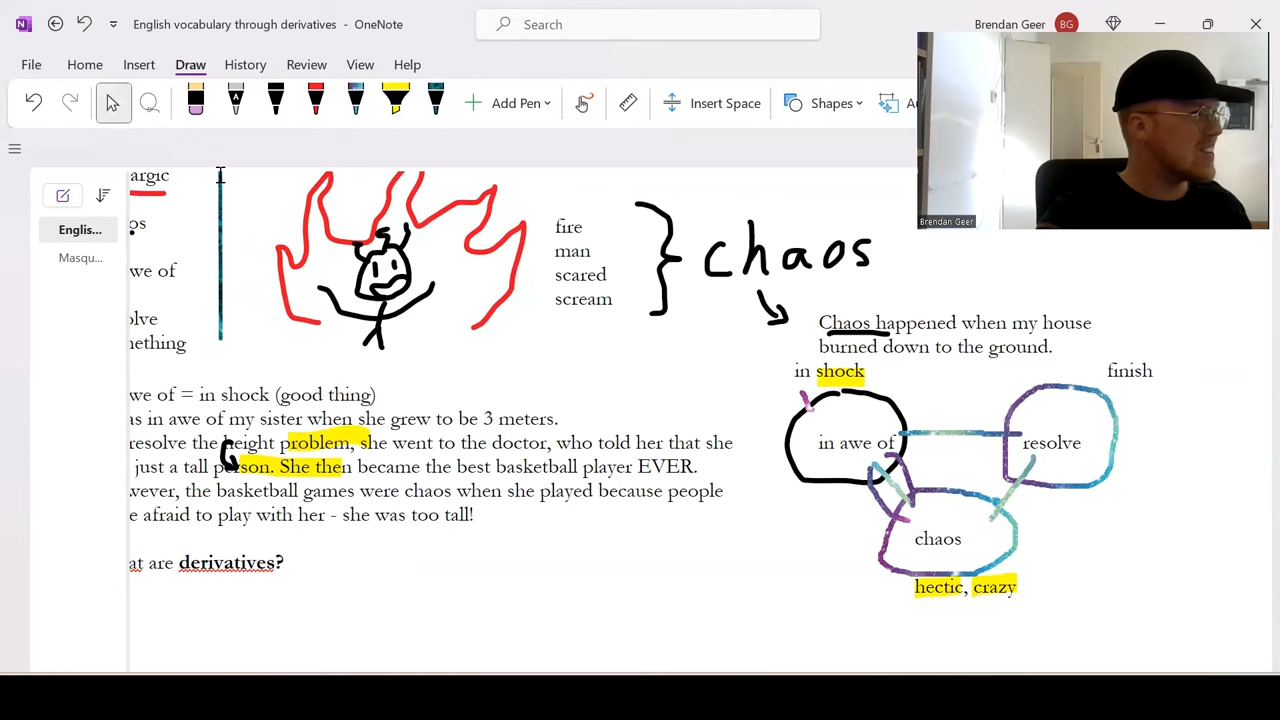 English vocabulary through derivatives - OneNote
Search
Brendan Geer
BG
File Home Insert Draw View History Review View Help
Add Pen
Insert Space
Shapes
Brendan Geer
Englis...
Masqu...
argic
os
we of
lve
nething
fire
man
scared
scream
chaos
Chaos happened when my house
burned down to the ground.
in shock
finish
in awe of
resolve
chaos
hectic, crazy
we of = in shock (good thing)
as in awe of my sister when she grew to be 3 meters.
resolve the height problem, she went to the doctor, who told her that she
just a tall person. She then became the best basketball player EVER.
wever, the basketball games were chaos when she played because people
e afraid to play with her - she was too tall!
at are derivatives?